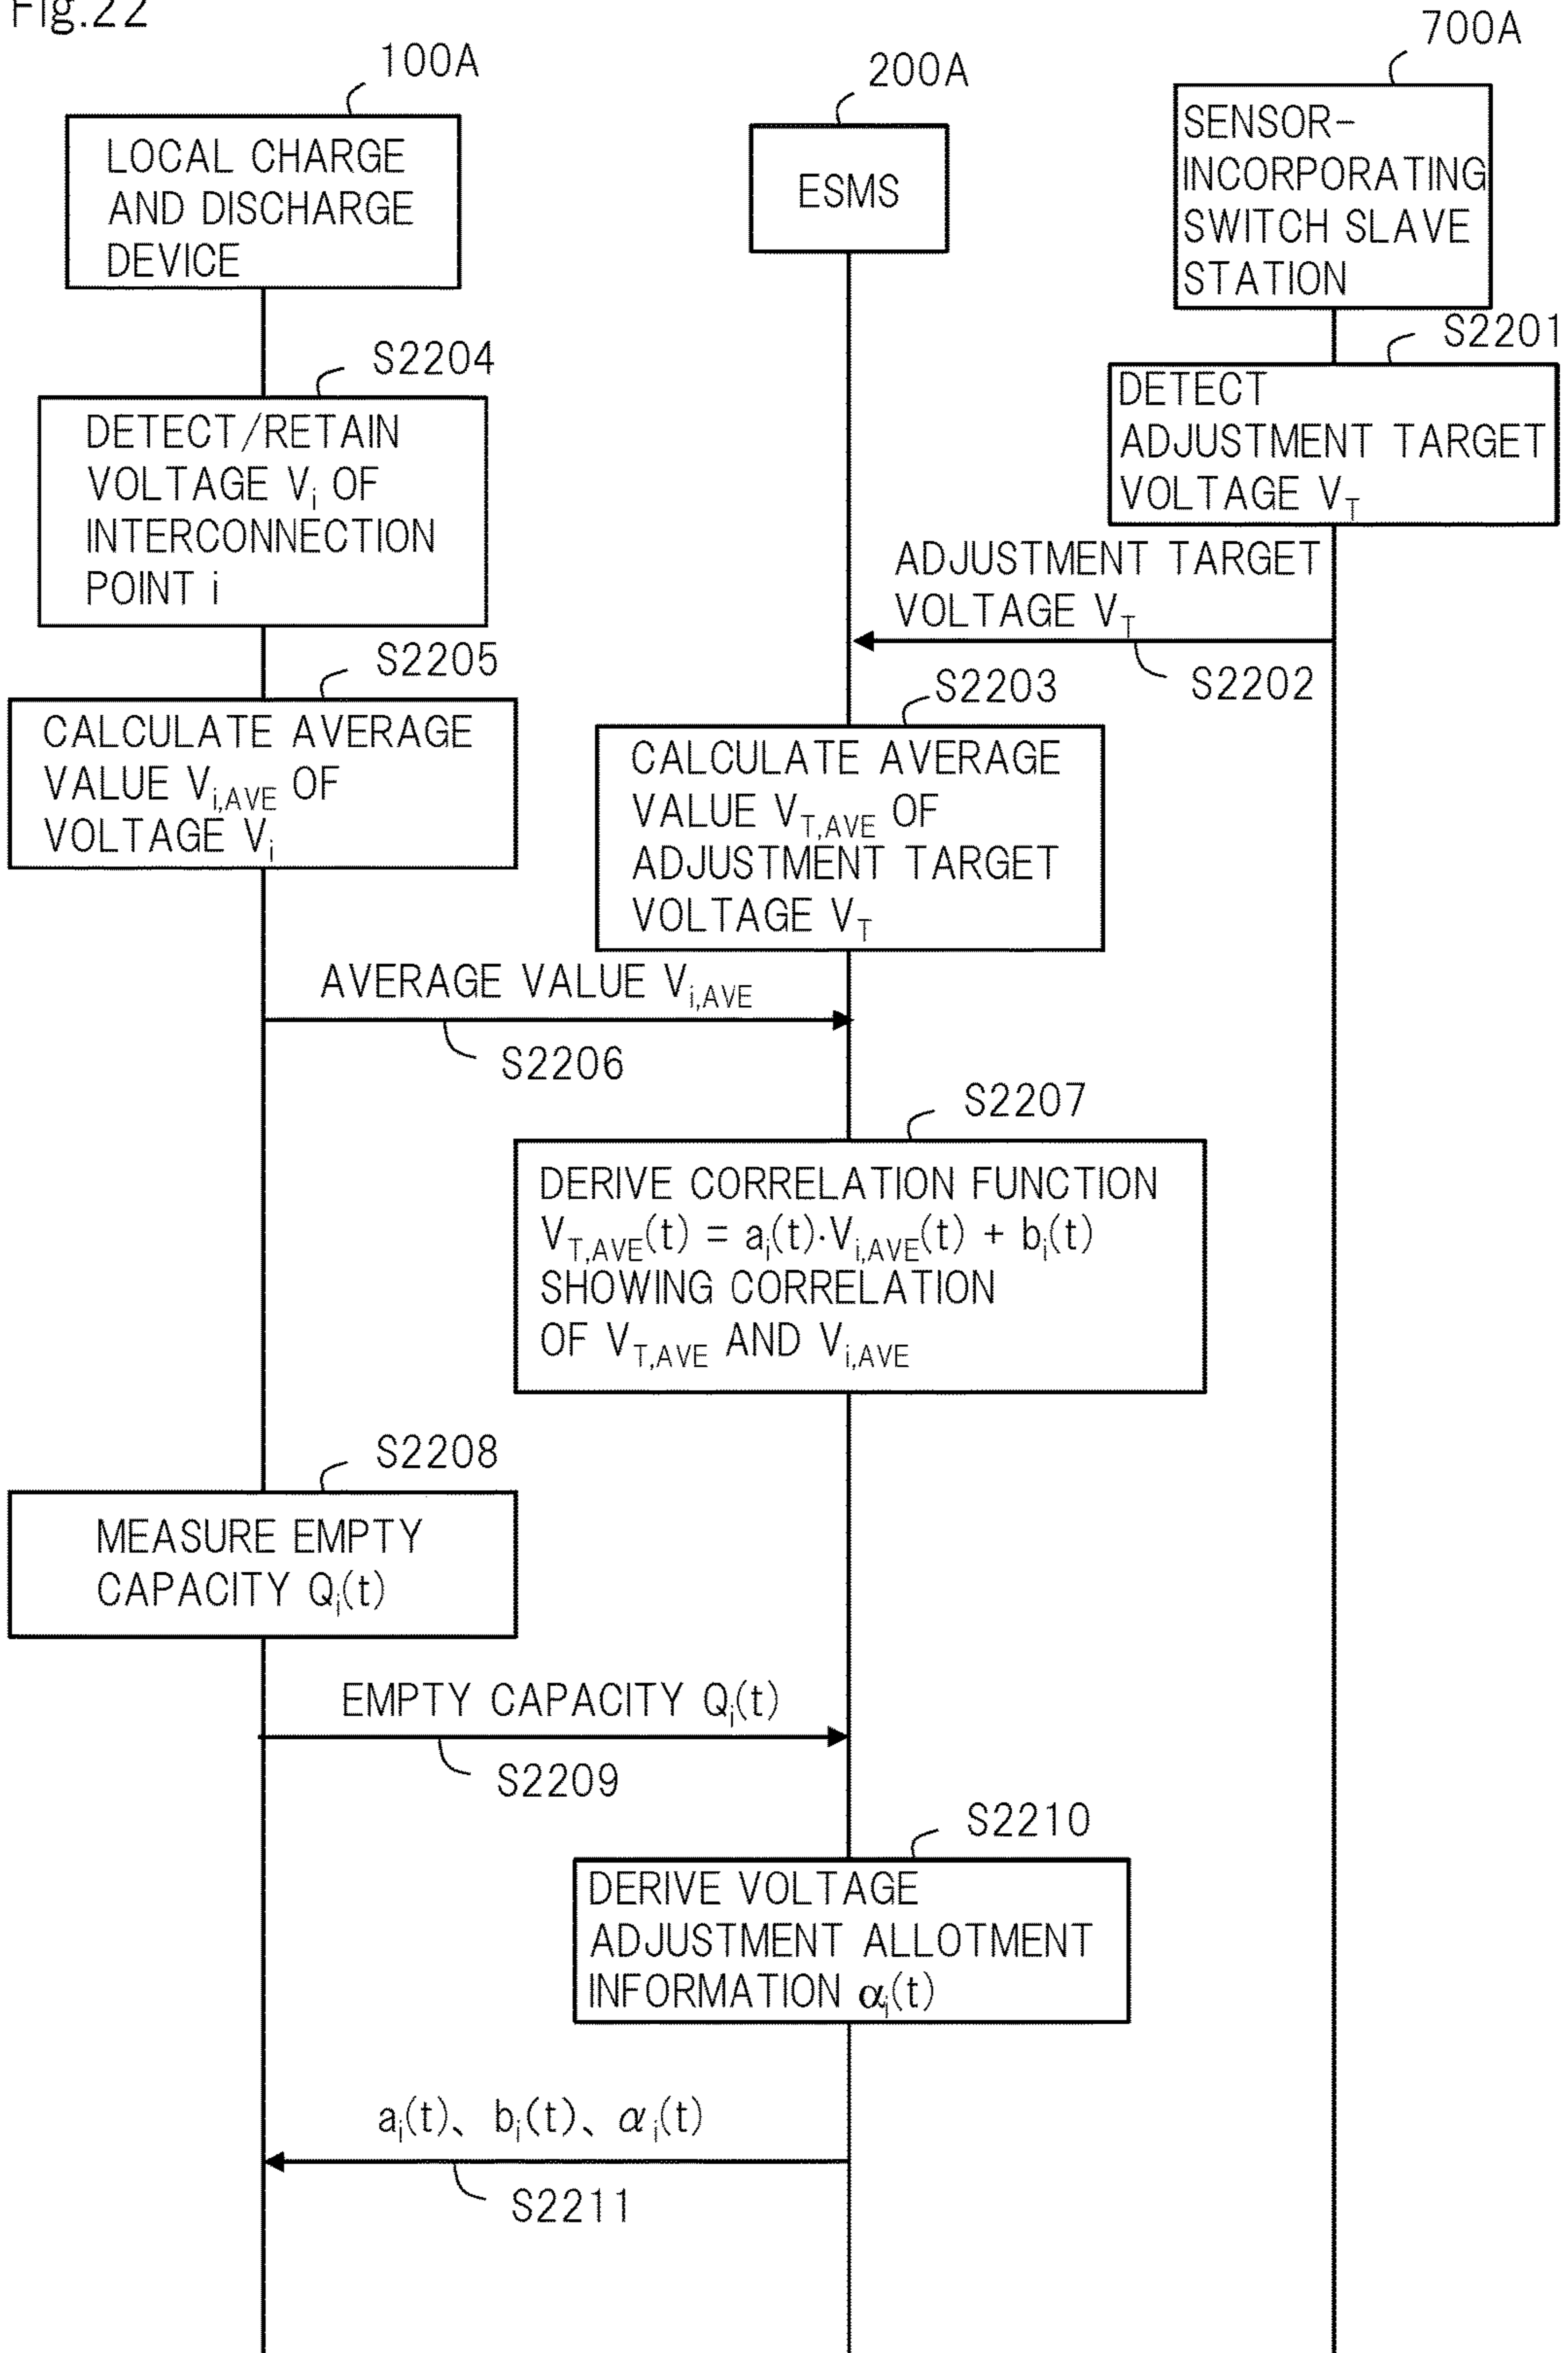 Fig.22
100A
LOCAL CHARGE
AND DISCHARGE
DEVICE
200A
ESMS
700A
SENSOR-
INCORPORATING
SWITCH SLAVE
STATION
S2201
DETECT
ADJUSTMENT TARGET
VOLTAGE V_T
S2204
DETECT/RETAIN
VOLTAGE V_i OF
INTERCONNECTION
POINT i
ADJUSTMENT TARGET
VOLTAGE V_T
S2202
S2205
CALCULATE AVERAGE
VALUE V_i,AVE OF
VOLTAGE V_i
S2203
CALCULATE AVERAGE
VALUE V_T,AVE OF
ADJUSTMENT TARGET
VOLTAGE V_T
AVERAGE VALUE V_i,AVE
S2206
S2207
DERIVE CORRELATION FUNCTION
V_T,AVE(t) = a_i(t)·V_i,AVE(t) + b_i(t)
SHOWING CORRELATION
OF V_T,AVE AND V_i,AVE
S2208
MEASURE EMPTY
CAPACITY Q_i(t)
EMPTY CAPACITY Q_i(t)
S2209
S2210
DERIVE VOLTAGE
ADJUSTMENT ALLOTMENT
INFORMATION α_i(t)
a_i(t)、b_i(t)、α_i(t)
S2211